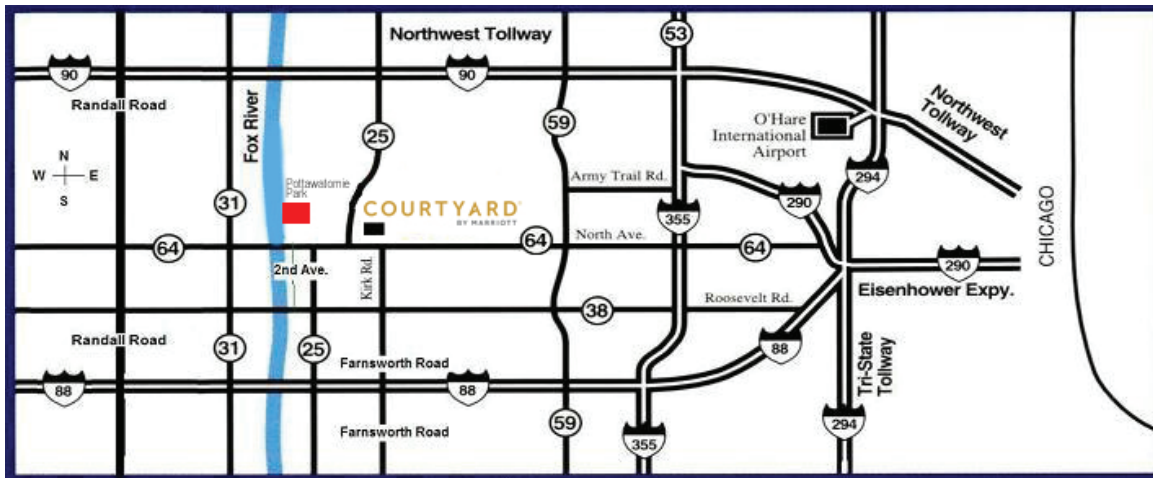 53
Northwest Tollway
90
90
Randall Road
Fox River
25
59
O'Hare
International
Airport
Northwest
Tollway
N
W E
S
Pottawatomie
Park
Army Trail Rd.
294
31
COURTYARD
BY MARRIOTT
290
355
CHICAGO
64
64
North Ave.
64
2nd Ave.
Kirk Rd.
290
Eisenhower Expy.
Roosevelt Rd.
38
Randall Road
31
25
Farnsworth Road
88
Tri-State
Tollway
88
88
59
294
Farnsworth Road
355